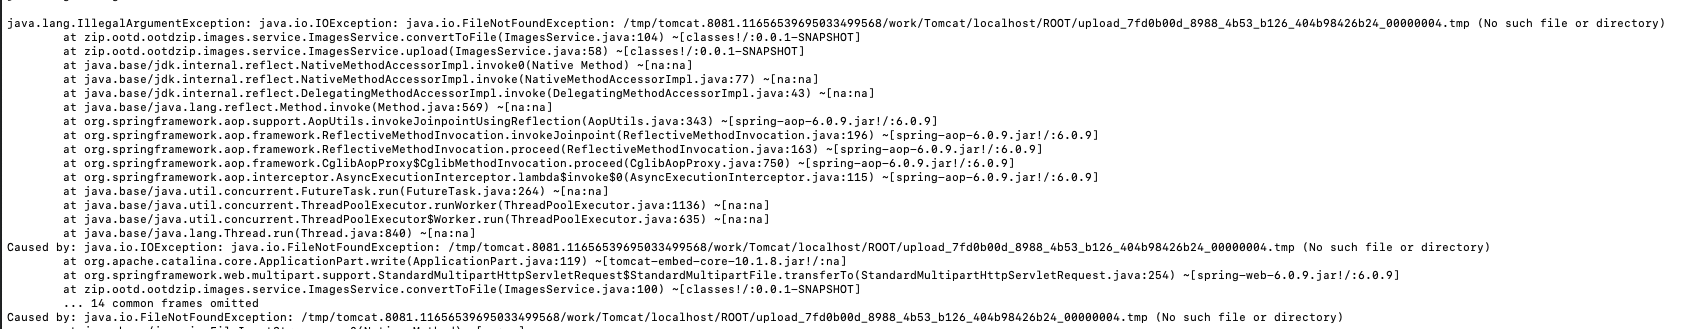 java.lang.IllegalArgumentException: java.io.IOException: java.io.FileNotFoundException: /tmp/tomcat.8081.11656539695033499568/work/Tomcat/localhost/ROOT/upload_7fd0b00d_8988_4b53_b126_404b98426b24_00000004.tmp (No such file or directory)
at zip.ootd.ootdzip.images.service.ImagesService.convertToFile(ImagesService.java:104) ~[classes!/:0.0.1-SNAPSHOT]
at zip.ootd.ootdzip.images.service.ImagesService.upload(ImagesService.java:58) ~[classes!/:0.0.1-SNAPSHOT]
at java.base/jdk.internal.reflect.NativeMethodAccessorImpl.invoke0(Native Method) ~[na:na]
at java.base/jdk.internal.reflect.NativeMethodAccessorImpl.invoke(NativeMethodAccessorImpl.java:77) ~[na:na]
at java.base/jdk.internal.reflect.DelegatingMethodAccessorImpl.invoke(DelegatingMethodAccessorImpl.java:43) ~[na:na]
at java.base/java.lang.reflect.Method.invoke(Method.java:569) ~[na:na]
at org.springframework.aop.support.AopUtils.invokeJoinpointUsingReflection(AopUtils.java:343) ~[spring-aop-6.0.9.jar!/:6.0.9]
at org.springframework.aop.framework.ReflectiveMethodInvocation.invokeJoinpoint(ReflectiveMethodInvocation.java:196) ~[spring-aop-6.0.9.jar!/:6.0.9]
at org.springframework.aop.framework.ReflectiveMethodInvocation.proceed(ReflectiveMethodInvocation.java:163) ~[spring-aop-6.0.9.jar!/:6.0.9]
at org.springframework.aop.framework.CglibAopProxy$CglibMethodInvocation.proceed(CglibAopProxy.java:750) ~[spring-aop-6.0.9.jar!/:6.0.9]
at org.springframework.aop.interceptor.AsyncExecutionInterceptor.lambda$invoke$0(AsyncExecutionInterceptor.java:115) ~[spring-aop-6.0.9.jar!/:6.0.9]
at java.base/java.util.concurrent.FutureTask.run(FutureTask.java:264) ~[na:na]
at java.base/java.util.concurrent.ThreadPoolExecutor.runWorker(ThreadPoolExecutor.java:1136) ~[na:na]
at java.base/java.util.concurrent.ThreadPoolExecutor$Worker.run(ThreadPoolExecutor.java:635) ~[na:na]
at java.base/java.lang.Thread.run(Thread.java:840) ~[na:na]
Caused by: java.io.IOException: java.io.FileNotFoundException: /tmp/tomcat.8081.11656539695033499568/work/Tomcat/localhost/ROOT/upload_7fd0b00d_8988_4b53_b126_404b98426b24_00000004.tmp (No such file or directory)
at org.apache.catalina.core.ApplicationPart.write(ApplicationPart.java:119) ~[tomcat-embed-core-10.1.8.jar!/:na]
at org.springframework.web.multipart.support.StandardMultipartHttpServletRequest$StandardMultipartFile.transferTo(StandardMultipartHttpServletRequest.java:254) ~[spring-web-6.0.9.jar!/:6.0.9]
at zip.ootd.ootdzip.images.service.ImagesService.convertToFile(ImagesService.java:100) ~[classes!/:0.0.1-SNAPSHOT]
... 14 common frames omitted
Caused by: java.io.FileNotFoundException: /tmp/tomcat.8081.11656539695033499568/work/Tomcat/localhost/ROOT/upload_7fd0b00d_8988_4b53_b126_404b98426b24_00000004.tmp (No such file or directory)